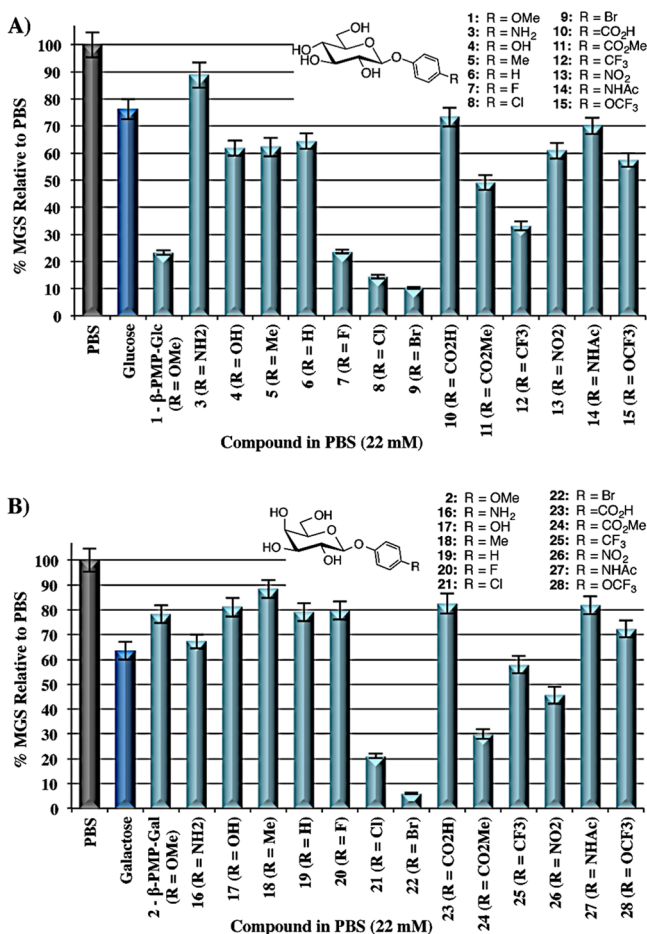 A)
1: R = OMe
3: R = NH2
4: R = OH
5: R = Me
6: R = H
7: R = F
8: R = Cl
9: R = Br
10: R = CO2H
11: R = CO2Me
12: R = CF3
13: R = NO2
14: R = NHAc
15: R = OCF3
OH
HO
HO
O
O
OH
R
% MGS Relative to PBS
100
90
80
70
60
50
40
30
20
10
0
PBS
Glucose
1 - β-PMP-Glc
(R = OMe)
3 (R = NH2)
4 (R = OH)
5 (R = Me)
6 (R = H)
7 (R = F)
8 (R = Cl)
9 (R = Br)
10 (R = CO2H)
11 (R = CO2Me)
12 (R = CF3)
13 (R = NO2)
14 (R = NHAc)
15 (R = OCF3)
Compound in PBS (22 mM)
B)
2: R = OMe
16: R = NH2
17: R = OH
18: R = Me
19: R = H
20: R = F
21: R = Cl
22: R = Br
23: R = CO2H
24: R = CO2Me
25: R = CF3
26: R = NO2
27: R = NHAc
28: R = OCF3
HO
OH
HO
O
O
OH
R
% MGS Relative to PBS
100
90
80
70
60
50
40
30
20
10
0
PBS
Galactose
2 - β-PMP-Gal
(R = OMe)
16 (R = NH2)
17 (R = OH)
18 (R = Me)
19 (R = H)
20 (R = F)
21 (R = Cl)
22 (R = Br)
23 (R = CO2H)
24 (R = CO2Me)
25 (R = CF3)
26 (R = NO2)
27 (R = NHAc)
28 (R = OCF3)
Compound in PBS (22 mM)